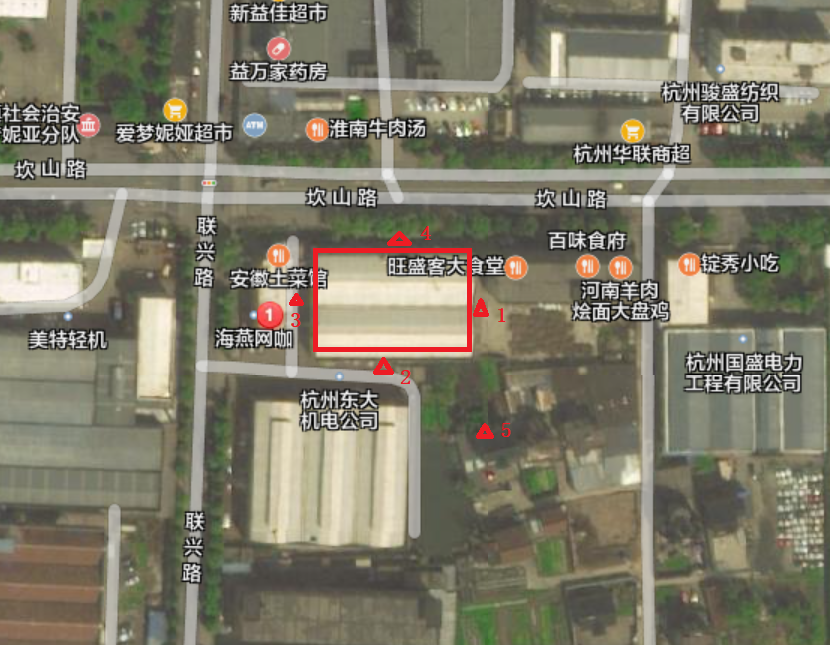 新益佳超市
益万家药房
社会治安
妮亚分队
爱梦妮娅超市
ATM
淮南牛肉汤
杭州骏盛纺织
有限公司
杭州华联商超
坎山路
坎山路
坎山路
联兴路
4
百味食府
安徽土菜馆
旺盛客大食堂
河南羊肉
烩面大盘鸡
锭秀小吃
1
海燕网咖
3
1
美特轻机
2
杭州东大
机电公司
杭州国盛电力
工程有限公司
5
联兴路